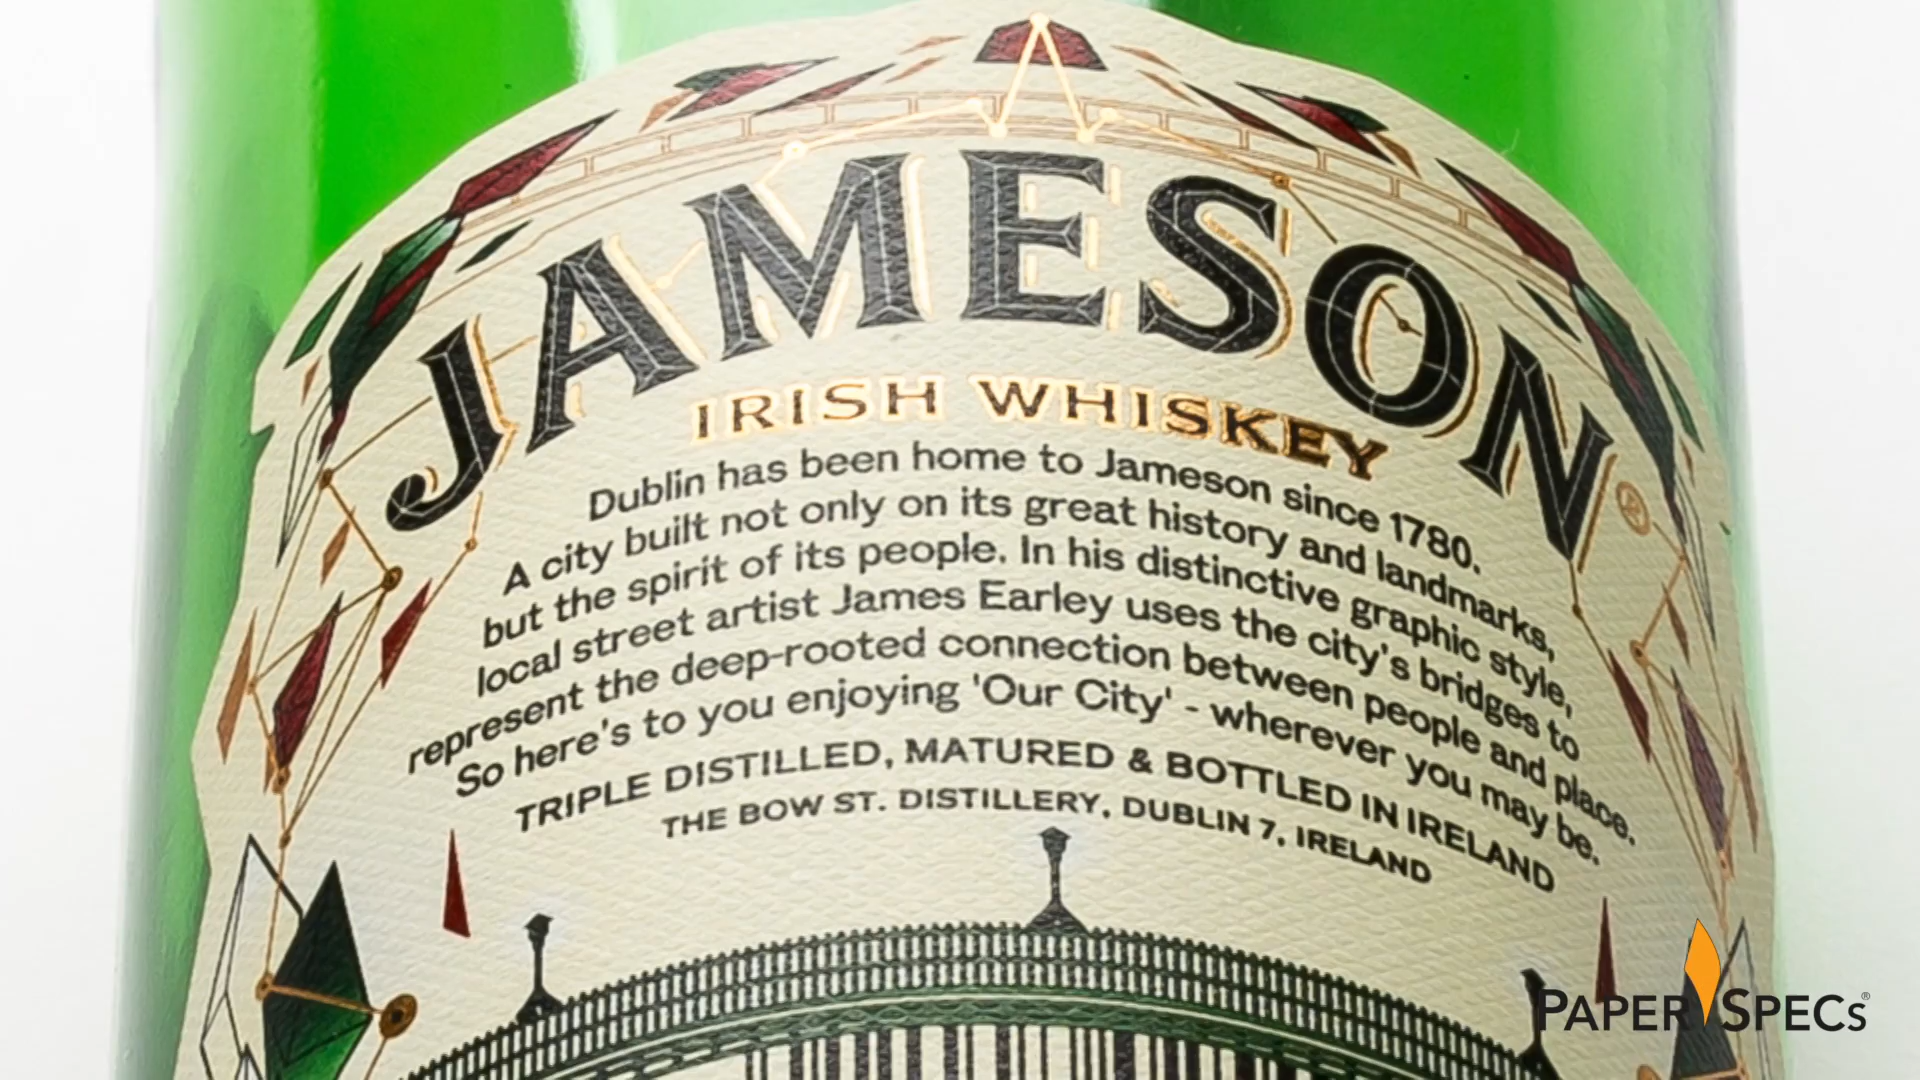 JAMESON®
IRISH WHISKEY
Dublin has been home to Jameson since 1780.
A city built not only on its great history and landmarks,
but the spirit of its people. In his distinctive graphic style,
local street artist James Earley uses the city's bridges to
represent the deep-rooted connection between people and place.
So here's to you enjoying 'Our City' - wherever you may be.
TRIPLE DISTILLED, MATURED & BOTTLED IN IRELAND
THE BOW ST. DISTILLERY, DUBLIN 7, IRELAND
PAPERSPECS®